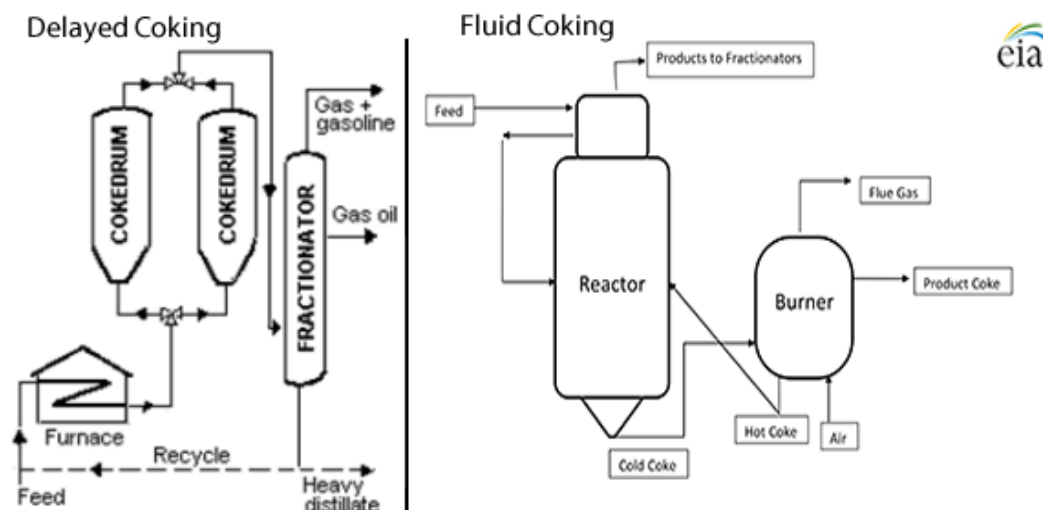 Delayed Coking
COKEDRUM
COKEDRUM
Gas +
gasoline
FRACTIONATOR
Gas oil
Furnace
Recycle
Feed
Heavy
distillate
Fluid Coking
eia
Products to Fractionators
Feed
Flue Gas
Reactor
Burner
Product Coke
Hot Coke
Air
Cold Coke